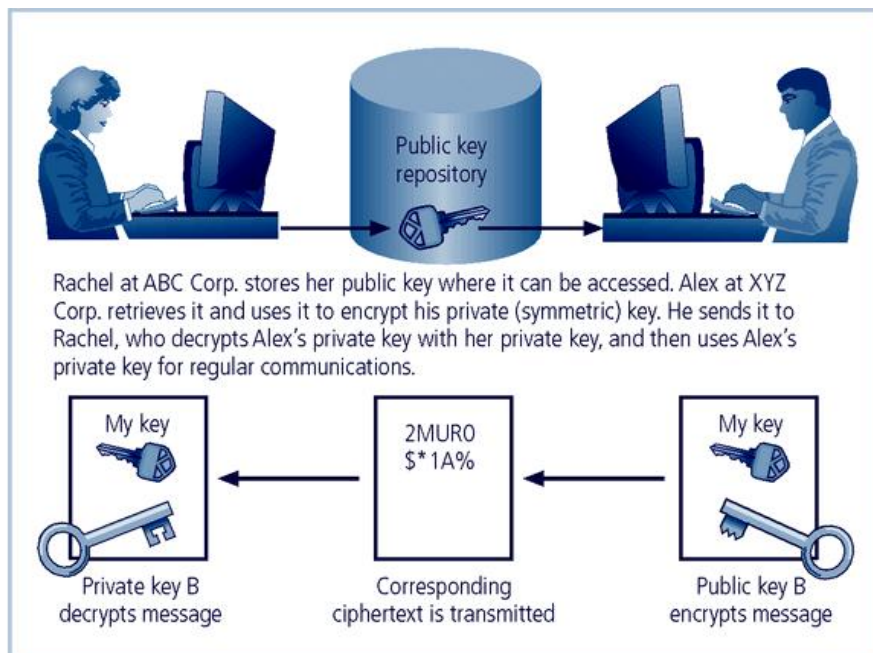 Public key
repository
Rachel at ABC Corp. stores her public key where it can be accessed. Alex at XYZ
Corp. retrieves it and uses it to encrypt his private (symmetric) key. He sends it to
Rachel, who decrypts Alex’s private key with her private key, and then uses Alex’s
private key for regular communications.
My key
2MUR0
$*1A%
My key
Private key B
decrypts message
Corresponding
ciphertext is transmitted
Public key B
encrypts message